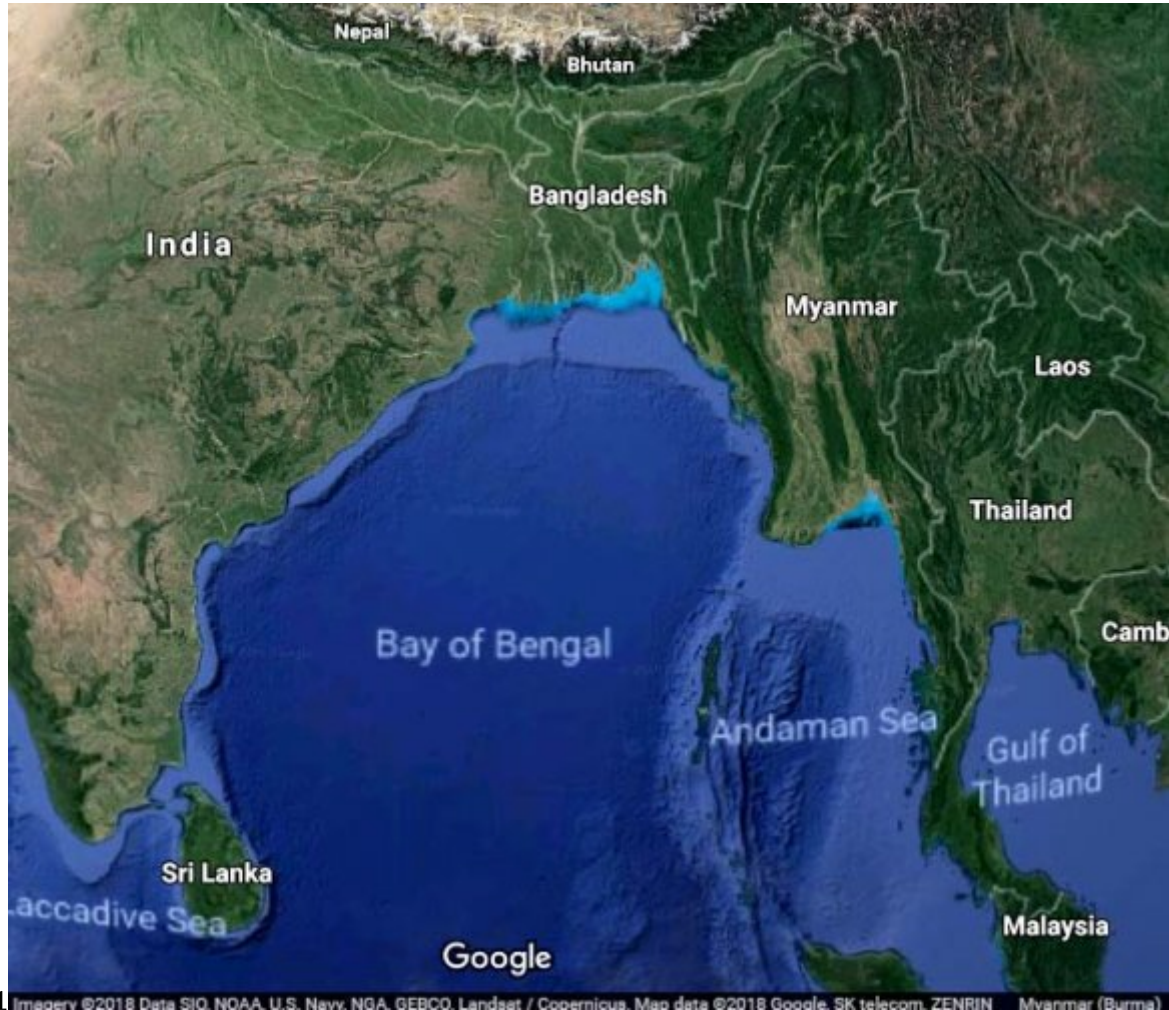 Nepal
Bhutan
Bangladesh
India
Myanmar
Laos
Thailand
Bay of Bengal
Camb
Andaman Sea
Gulf of
Thailand
Sri Lanka
accadive Sea
Malaysia
Google
Imagery ©2018 Data SIO, NOAA, U.S. Navy, NGA, GEBCO, Landsat / Copernicus, Map data ©2018 Google, SK telecom, ZENRIN Myanmar (Burma)